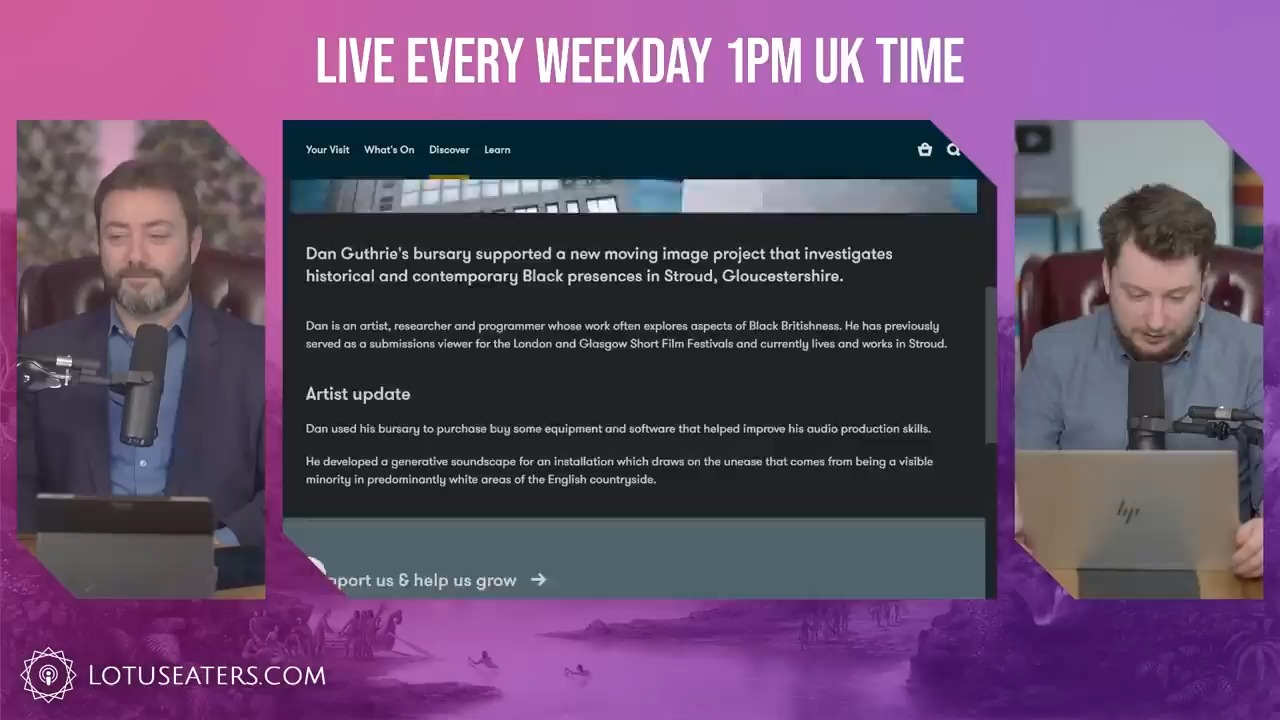 LIVE EVERY WEEKDAY 1PM UK TIME
Your Visit What's On Discover Learn
Dan Guthrie's bursary supported a new moving image project that investigates
historical and contemporary Black presences in Stroud, Gloucestershire.
Dan is an artist, researcher and programmer whose work often explores aspects of Black Britishness. He has previously
served as a submissions viewer for the London and Glasgow Short Film Festivals and currently lives and works in Stroud.
Artist update
Dan used his bursary to purchase buy some equipment and software that helped improve his audio production skills.
He developed a generative soundscape for an installation which draws on the unease that comes from being a visible
minority in predominantly white areas of the English countryside.
us & help us grow →
hp
LOTUSEATERS.COM